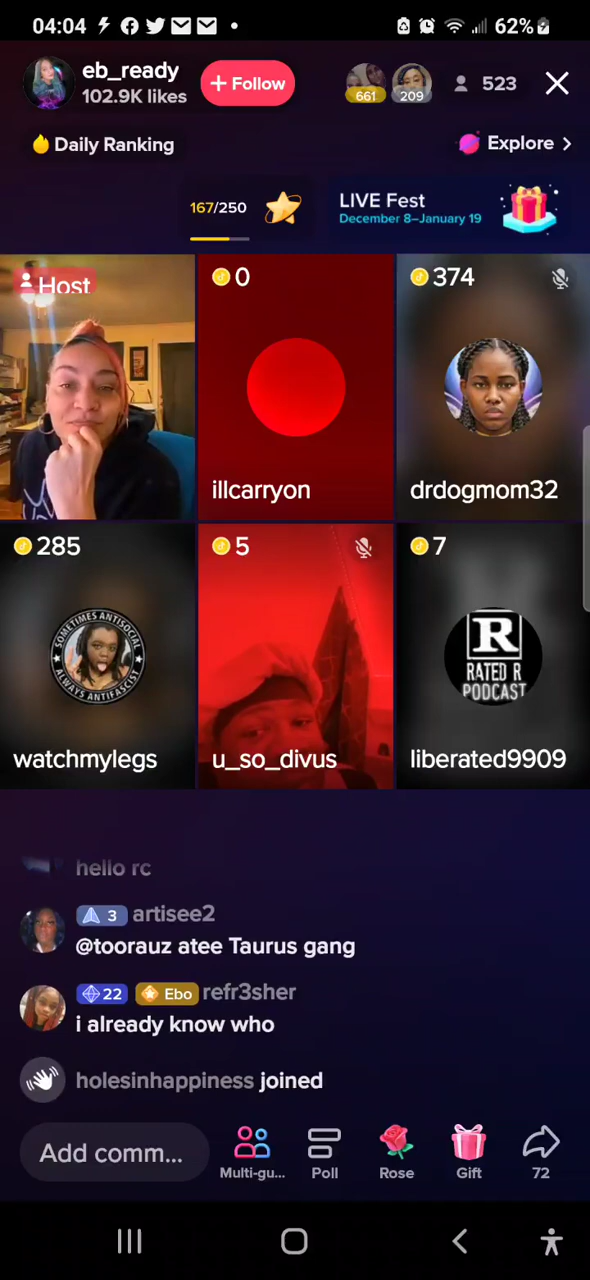 04:04
62%
eb_ready
102.9K likes
+ Follow
661
209
523
Daily Ranking
Explore >
167/250
LIVE Fest
December 8–January 19
Host
0
374
illcarryon
drdogmom32
285
5
7
SOMETIMES ANTISOCIAL
ALWAYS ANTIFASCIST
R
RATED R
PODCAST
watchmylegs
u_so_divus
liberated9909
hello rc
3 artisee2
@toorauz atee Taurus gang
22 Ebo refr3sher
i already know who
holesinhappiness joined
Add comm...
Multi-gu...
Poll
Rose
Gift
72